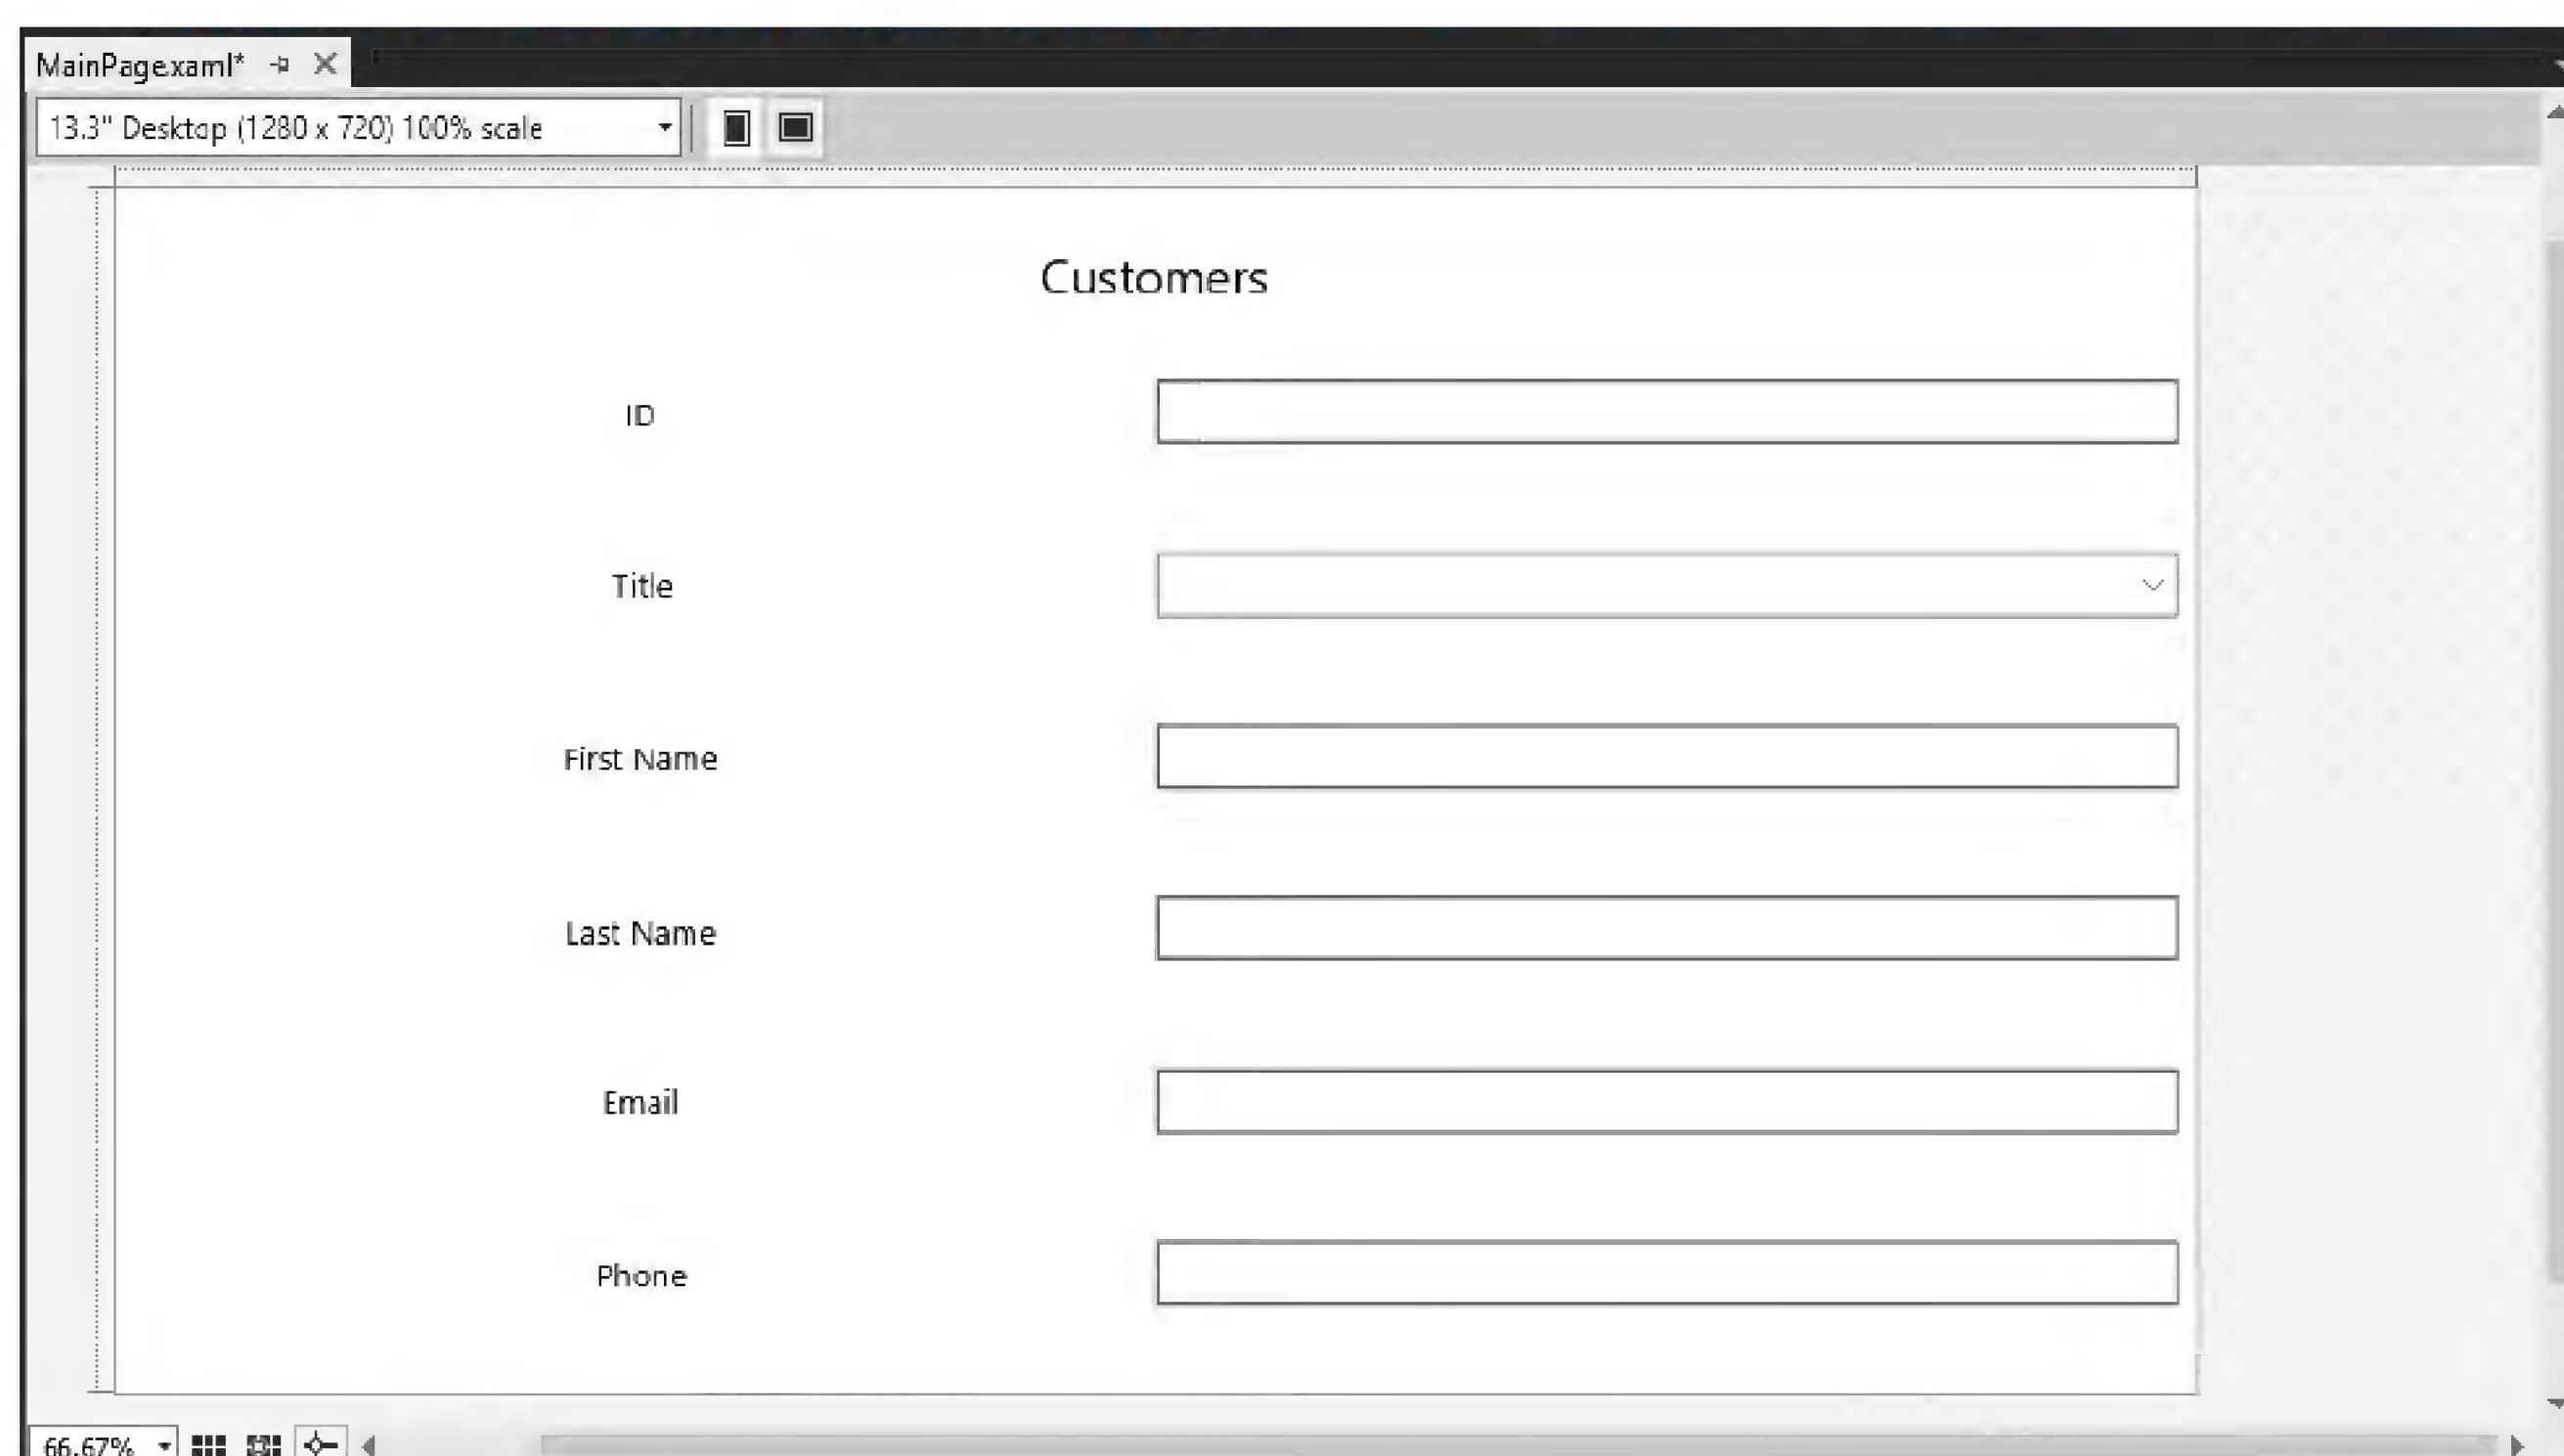 MainPage.xaml*
13.3" Desktop (1280 x 720) 100% scale
Customers
ID
Title
First Name
Last Name
Email
Phone
66.67%